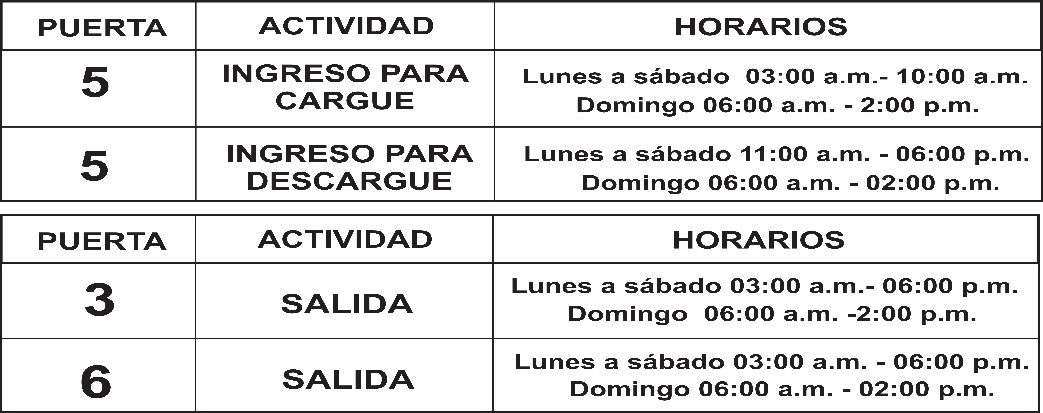 PUERTA ACTIVIDAD HORARIOS
5 INGRESO PARA CARGUE Lunes a sábado 03:00 a.m.- 10:00 a.m.
Domingo 06:00 a.m. - 2:00 p.m.
5 INGRESO PARA DESCARGUE Lunes a sábado 11:00 a.m. - 06:00 p.m.
Domingo 06:00 a.m. - 02:00 p.m.
PUERTA ACTIVIDAD HORARIOS
3 SALIDA Lunes a sábado 03:00 a.m.- 06:00 p.m.
Domingo 06:00 a.m. -2:00 p.m.
6 SALIDA Lunes a sábado 03:00 a.m. - 06:00 p.m.
Domingo 06:00 a.m. - 02:00 p.m.